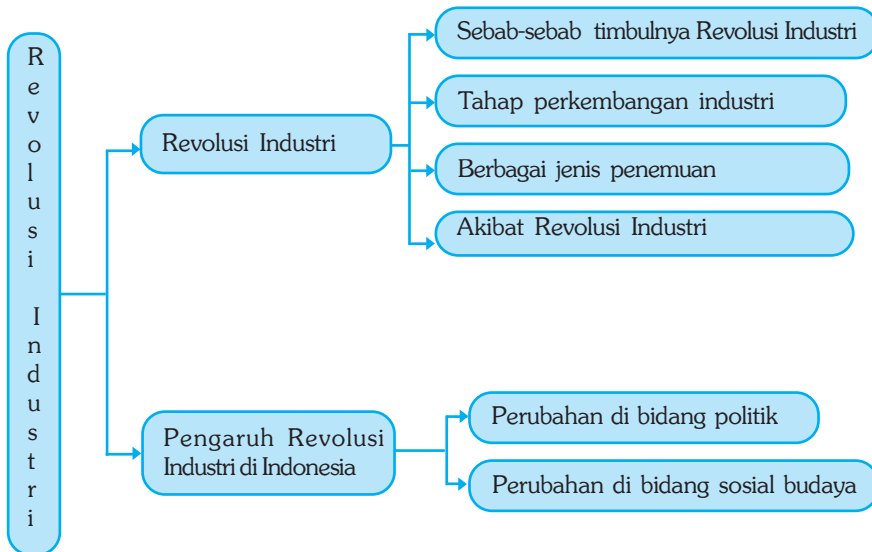 Revolusi Industri
Revolusi Industri
Sebab-sebab timbulnya Revolusi Industri
Tahap perkembangan industri
Berbagai jenis penemuan
Akibat Revolusi Industri
Pengaruh Revolusi
Industri di Indonesia
Perubahan di bidang politik
Perubahan di bidang sosial budaya